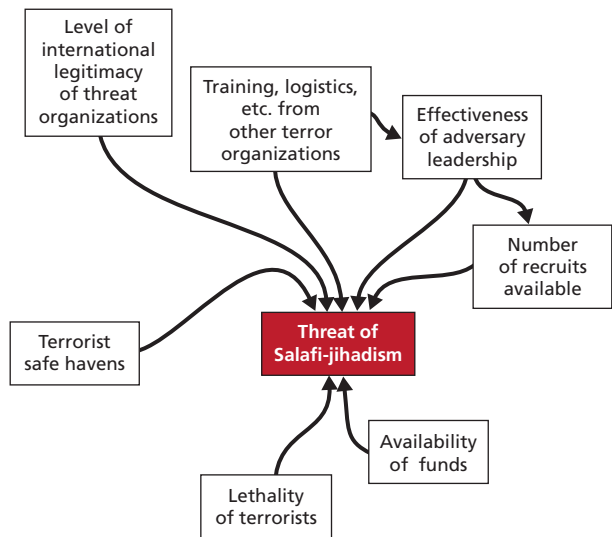 Level of
international
legitimacy
of threat
organizations
Training, logistics,
etc. from
other terror
organizations
Effectiveness
of adversary
leadership
Number
of recruits
available
Terrorist
safe havens
Threat of
Salafi-jihadism
Availability
of funds
Lethality
of terrorists